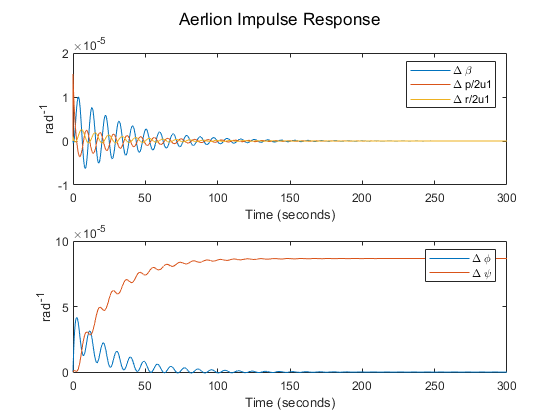 Aerlion Impulse Response
×10^-5
2
1
0
-1
rad^-1
Δ β
Δ p/2u1
Δ r/2u1
0 50 100 150 200 250 300
Time (seconds)
×10^-5
10
5
0
rad^-1
Δ ϕ
Δ ψ
0 50 100 150 200 250 300
Time (seconds)